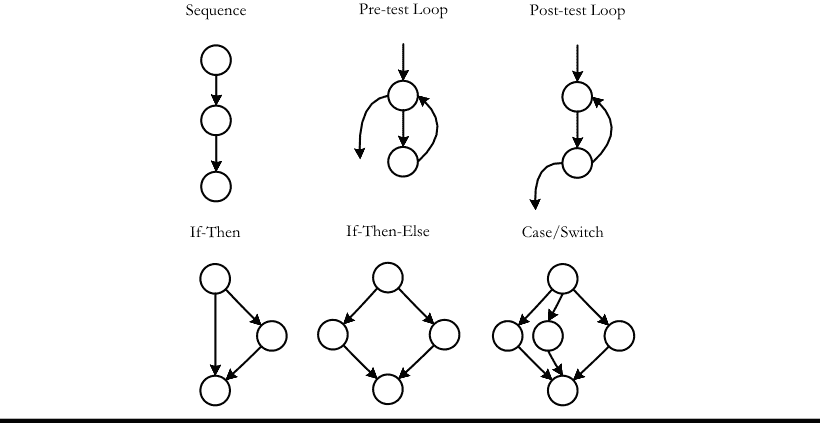 Sequence
Pre-test Loop
Post-test Loop
If-Then
If-Then-Else
Case/Switch